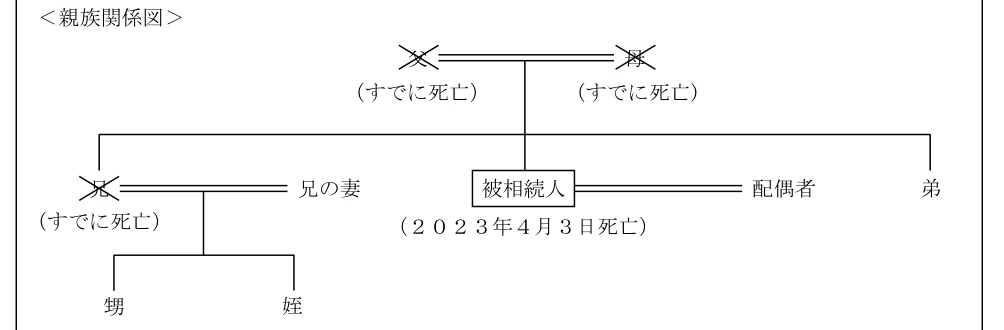 ＜親族関係図＞
父 母
（すでに死亡） （すでに死亡）
兄 兄の妻 被相続人 配偶者 弟
（すでに死亡） （２０２３年４月３日死亡）
甥 姪